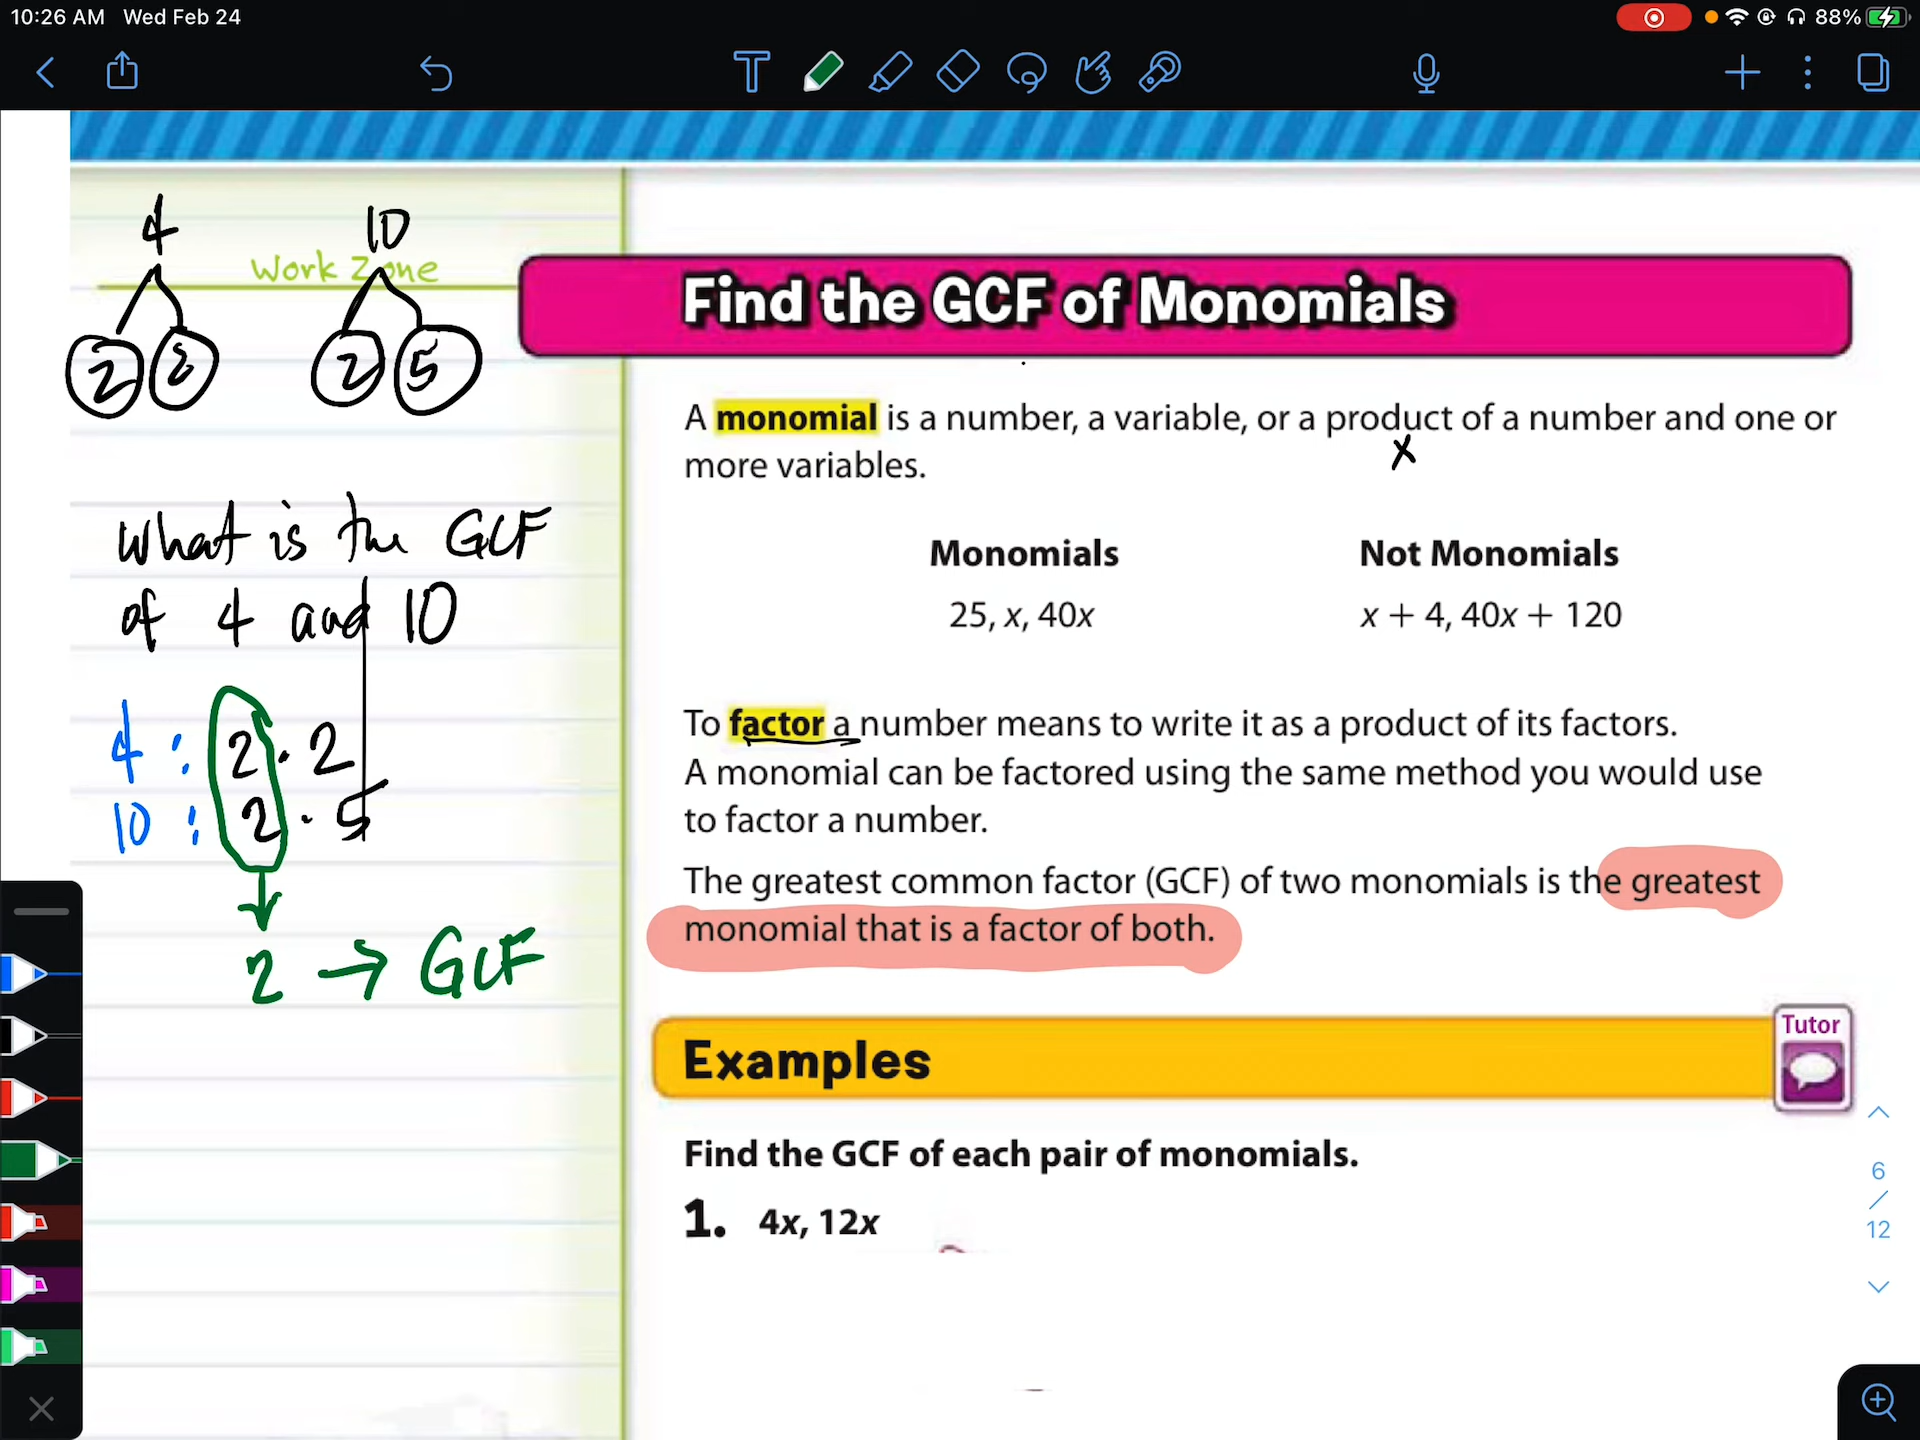 10:26 AM Wed Feb 24
88%
4
10
Work Zone
2 2
2 5
What is the GCF
of 4 and 10
4 : 2 · 2
10 : 2 · 5
2 → GCF
Find the GCF of Monomials
A monomial is a number, a variable, or a product of a number and one or
x
more variables.
Monomials
Not Monomials
25, x, 40x
x + 4, 40x + 120
To factor a number means to write it as a product of its factors.
A monomial can be factored using the same method you would use
to factor a number.
The greatest common factor (GCF) of two monomials is the greatest
monomial that is a factor of both.
Examples
Tutor
Find the GCF of each pair of monomials.
1. 4x, 12x
6
/
12